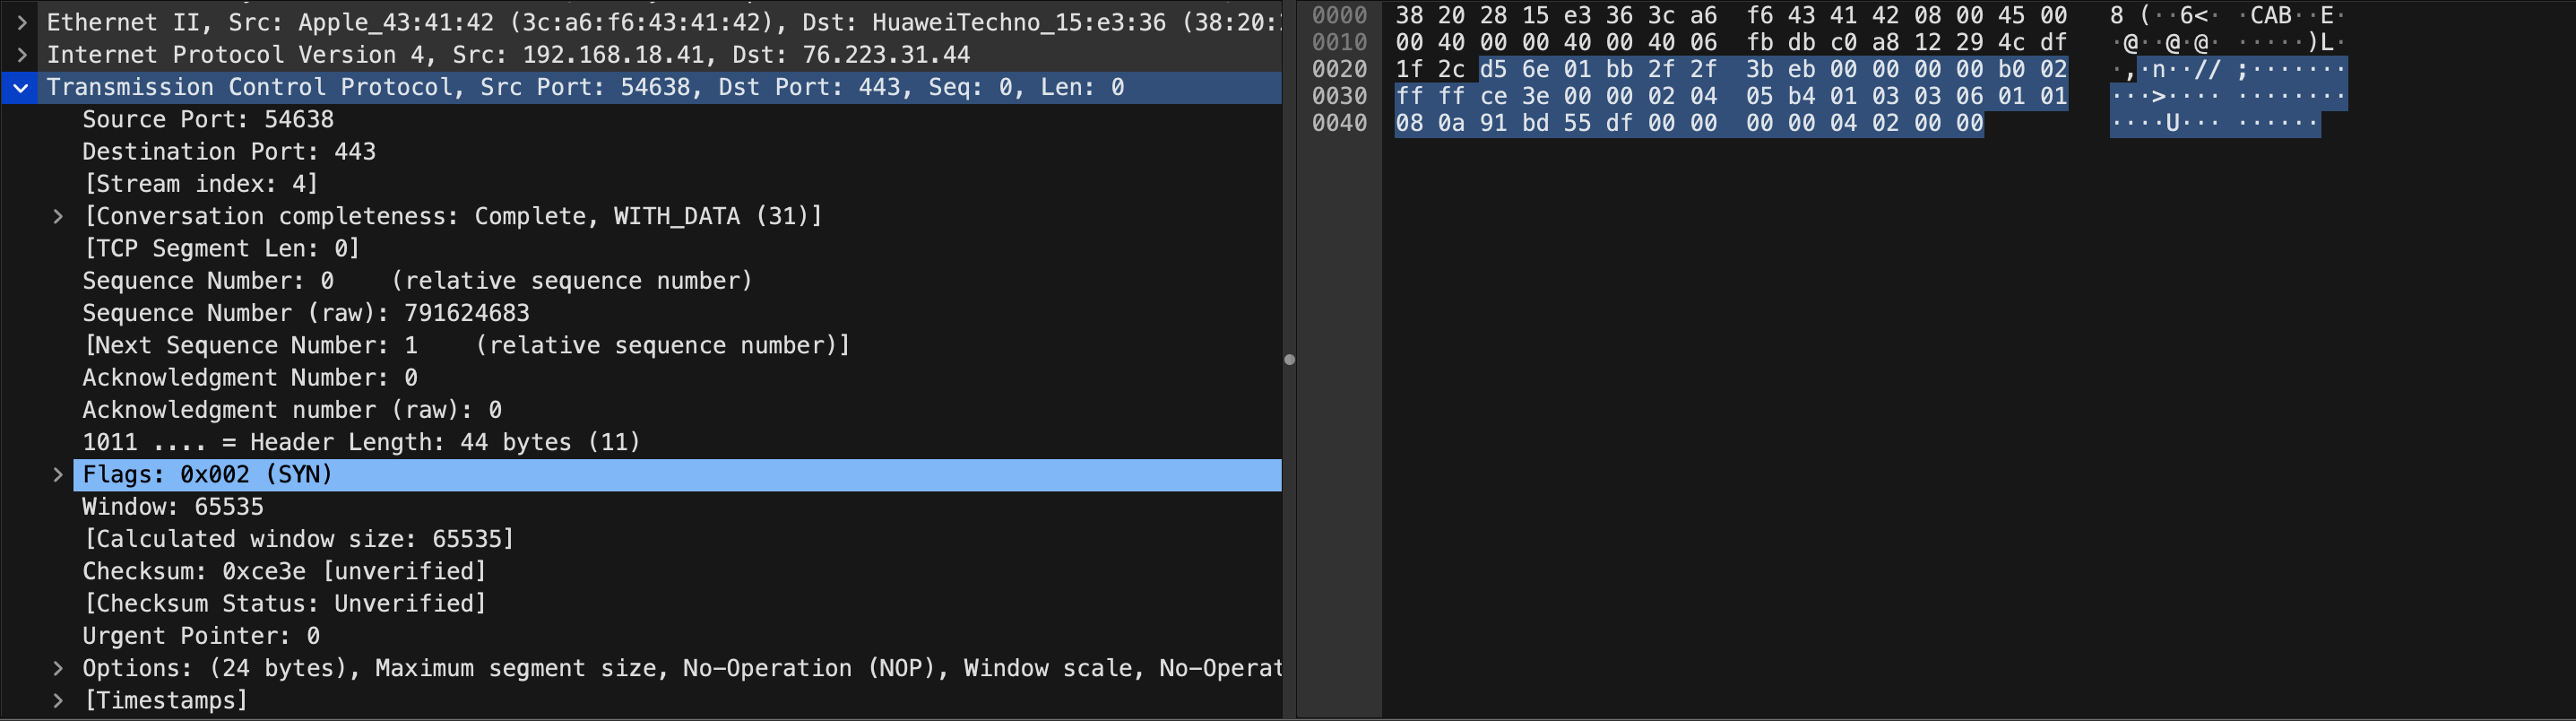 Ethernet II, Src: Apple_43:41:42 (3c:a6:f6:43:41:42), Dst: HuaweiTechno_15:e3:36 (38:20:
Internet Protocol Version 4, Src: 192.168.18.41, Dst: 76.223.31.44
Transmission Control Protocol, Src Port: 54638, Dst Port: 443, Seq: 0, Len: 0
Source Port: 54638
Destination Port: 443
[Stream index: 4]
[Conversation completeness: Complete, WITH_DATA (31)]
[TCP Segment Len: 0]
Sequence Number: 0    (relative sequence number)
Sequence Number (raw): 791624683
[Next Sequence Number: 1    (relative sequence number)]
Acknowledgment Number: 0
Acknowledgment number (raw): 0
1011 .... = Header Length: 44 bytes (11)
Flags: 0x002 (SYN)
Window: 65535
[Calculated window size: 65535]
Checksum: 0xce3e [unverified]
[Checksum Status: Unverified]
Urgent Pointer: 0
Options: (24 bytes), Maximum segment size, No-Operation (NOP), Window scale, No-Operat
[Timestamps]
0000 38 20 28 15 e3 36 3c a6 f6 43 41 42 08 00 45 00 8 (··6<· ·CAB··E·
0010 00 40 00 00 40 00 40 06 fb db c0 a8 12 29 4c df ·@··@·@· ·····)L·
0020 1f 2c d5 6e 01 bb 2f 2f 3b eb 00 00 00 00 b0 02 ·,·n··// ;·······
0030 ff ff ce 3e 00 00 02 04 05 b4 01 03 03 06 01 01 ···>···· ········
0040 08 0a 91 bd 55 df 00 00 00 00 04 02 00 00 ····U··· ······